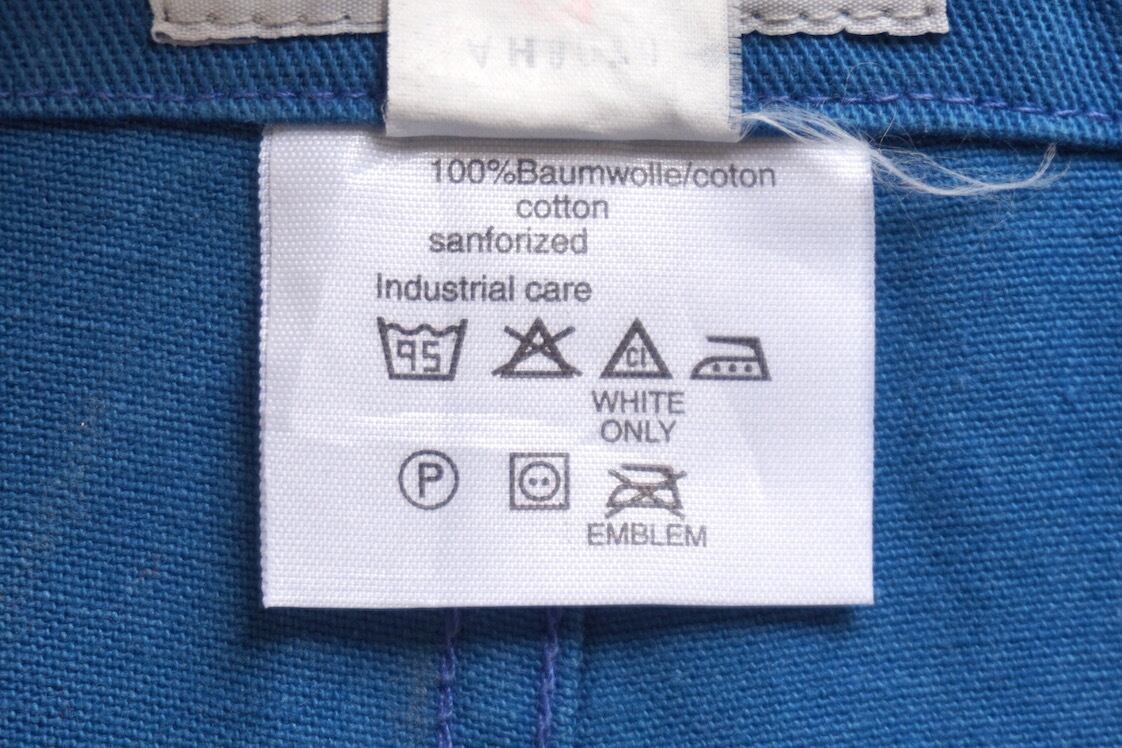 100%Baumwolle/coton
cotton
sanforized
Industrial care
95
Cl
WHITE
ONLY
P
EMBLEM